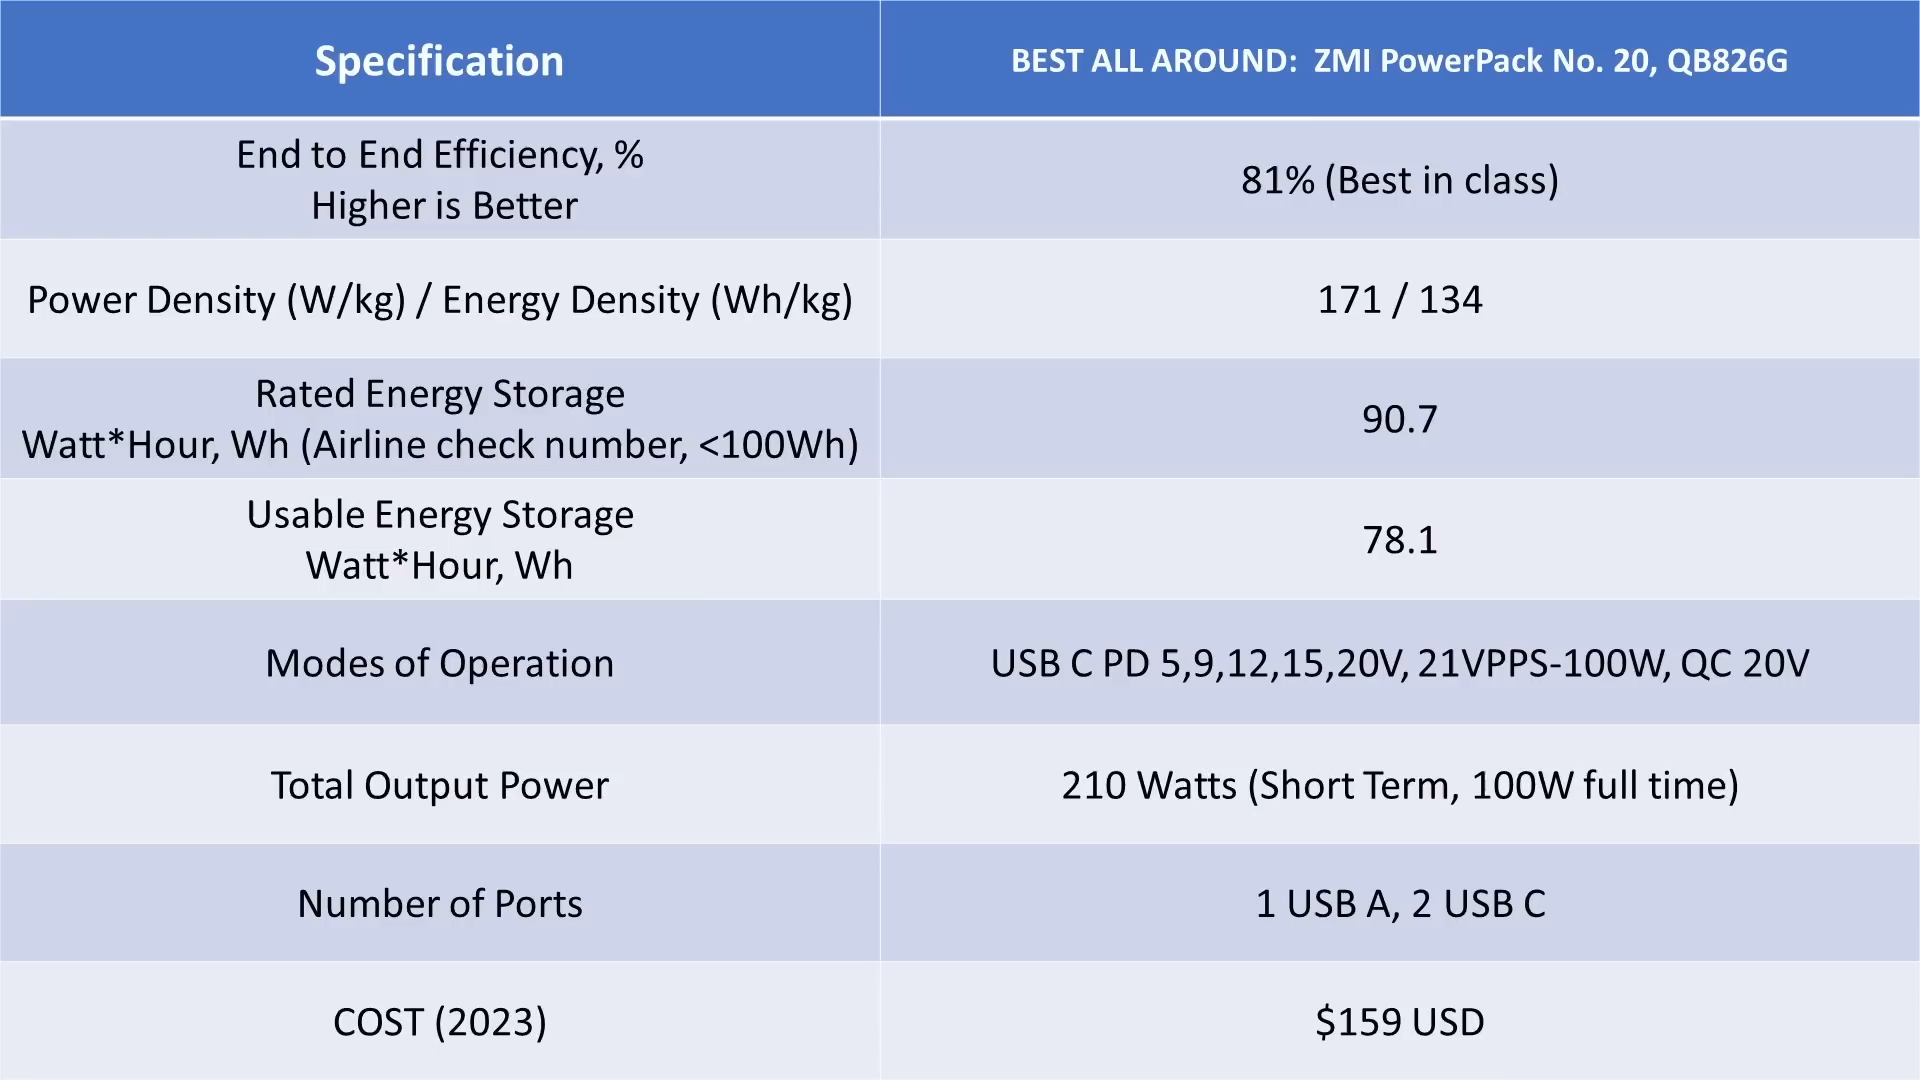 Specification
BEST ALL AROUND: ZMI PowerPack No. 20, QB826G
End to End Efficiency, %
Higher is Better
81% (Best in class)
Power Density (W/kg) / Energy Density (Wh/kg)
171 / 134
Rated Energy Storage
Watt*Hour, Wh (Airline check number, <100Wh)
90.7
Usable Energy Storage
Watt*Hour, Wh
78.1
Modes of Operation
USB C PD 5,9,12,15,20V, 21VPPS-100W, QC 20V
Total Output Power
210 Watts (Short Term, 100W full time)
Number of Ports
1 USB A, 2 USB C
COST (2023)
$159 USD